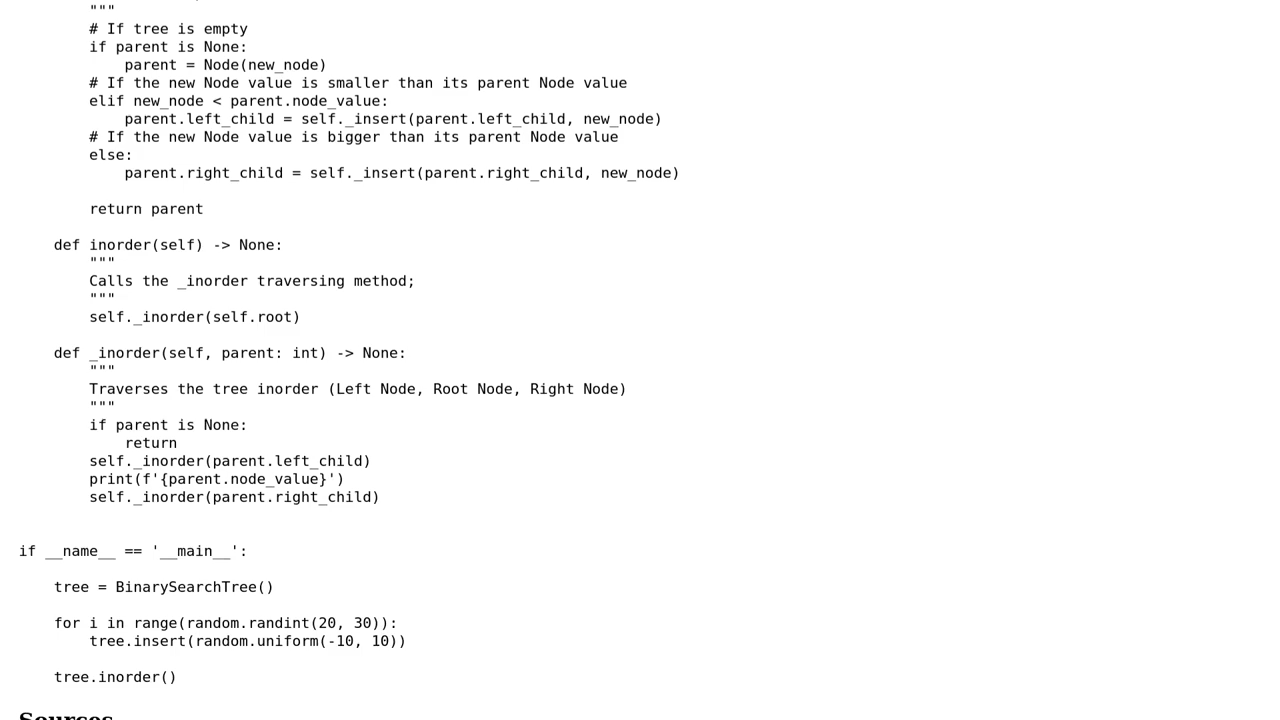 """
        # If tree is empty
        if parent is None:
            parent = Node(new_node)
        # If the new Node value is smaller than its parent Node value
        elif new_node < parent.node_value:
            parent.left_child = self._insert(parent.left_child, new_node)
        # If the new Node value is bigger than its parent Node value
        else:
            parent.right_child = self._insert(parent.right_child, new_node)

        return parent

    def inorder(self) -> None:
        """
        Calls the _inorder traversing method;
        """
        self._inorder(self.root)

    def _inorder(self, parent: int) -> None:
        """
        Traverses the tree inorder (Left Node, Root Node, Right Node)
        """
        if parent is None:
            return
        self._inorder(parent.left_child)
        print(f'{parent.node_value}')
        self._inorder(parent.right_child)


if __name__ == '__main__':

    tree = BinarySearchTree()

    for i in range(random.randint(20, 30)):
        tree.insert(random.uniform(-10, 10))

    tree.inorder()

Sources